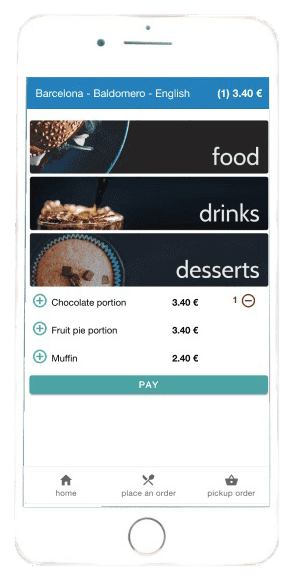 Barcelona - Baldomero - English (1) 3.40 €
food
drinks
desserts
Chocolate portion 3.40 € 1
Fruit pie portion 3.40 €
Muffin 2.40 €
PAY
home place an order pickup order